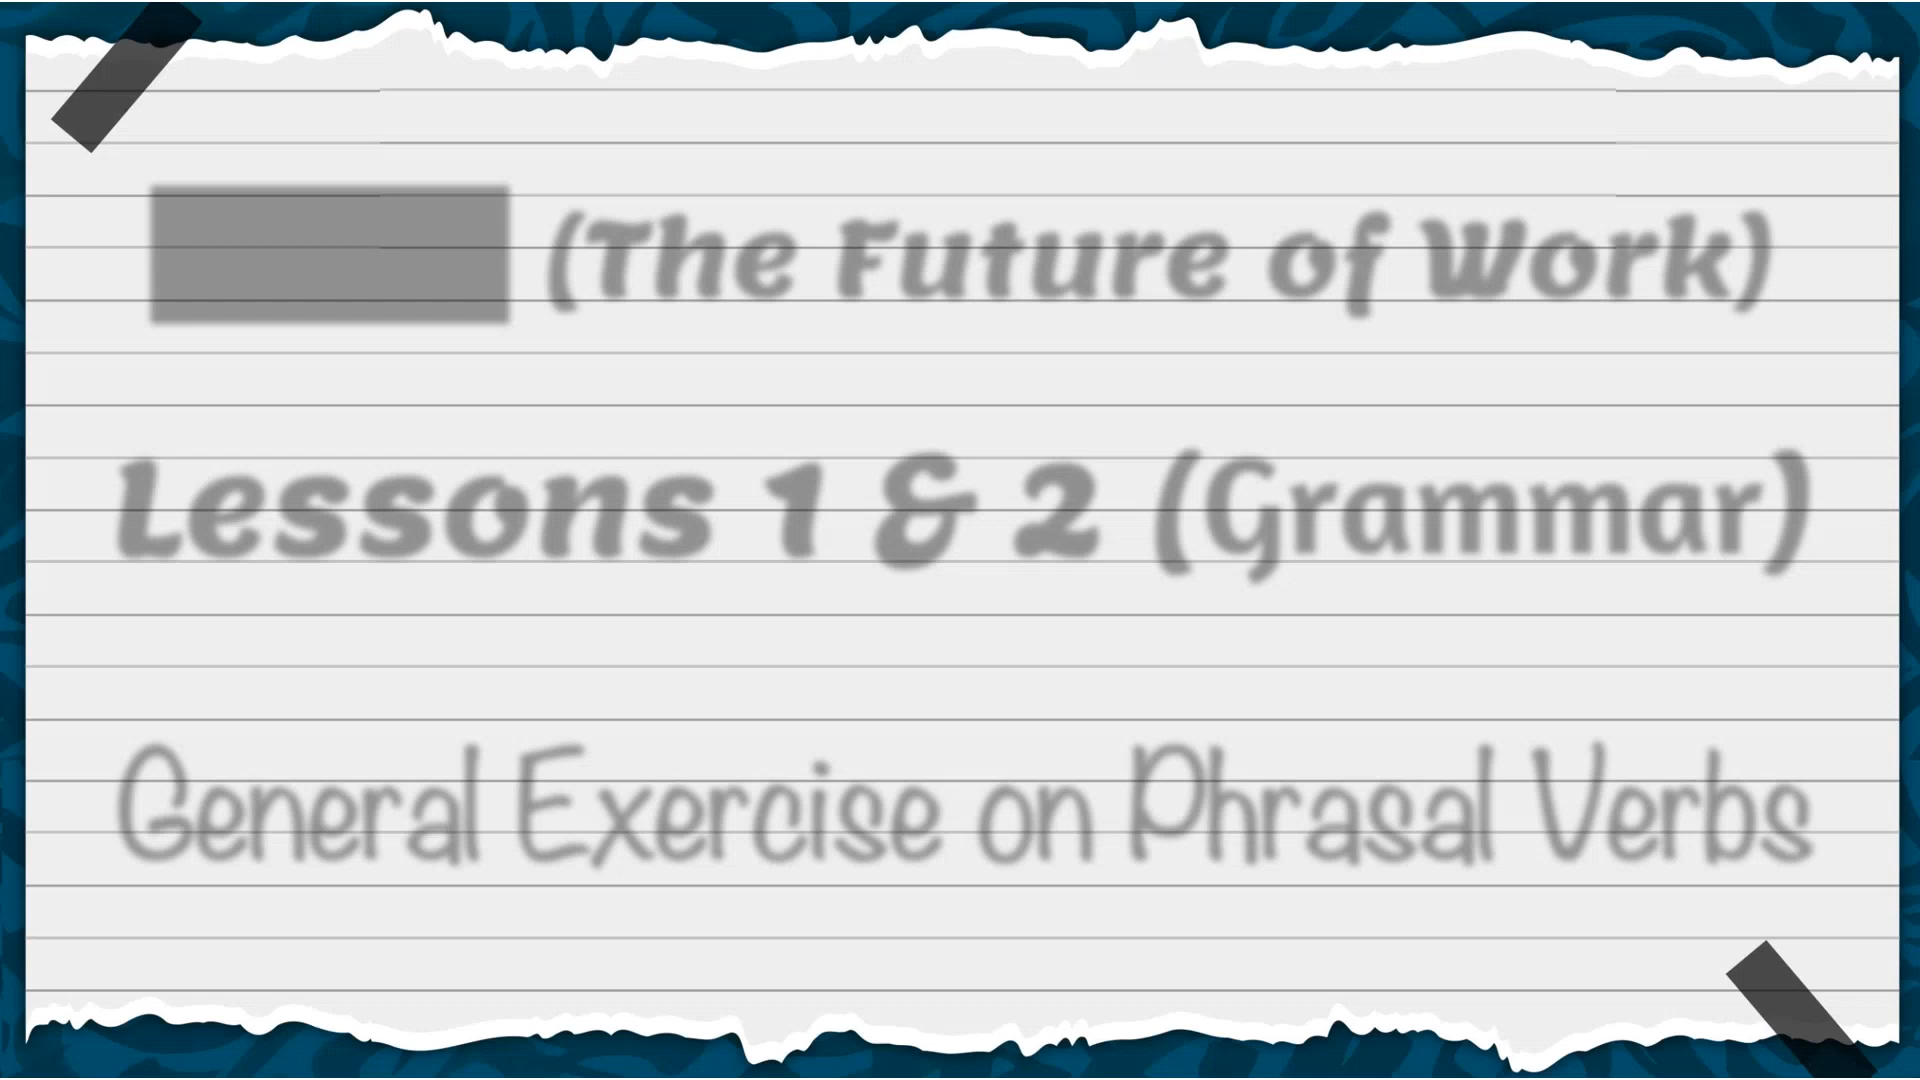 (The Future of Work)
Lessons 1 & 2 (Grammar)
General Exercise on Phrasal Verbs